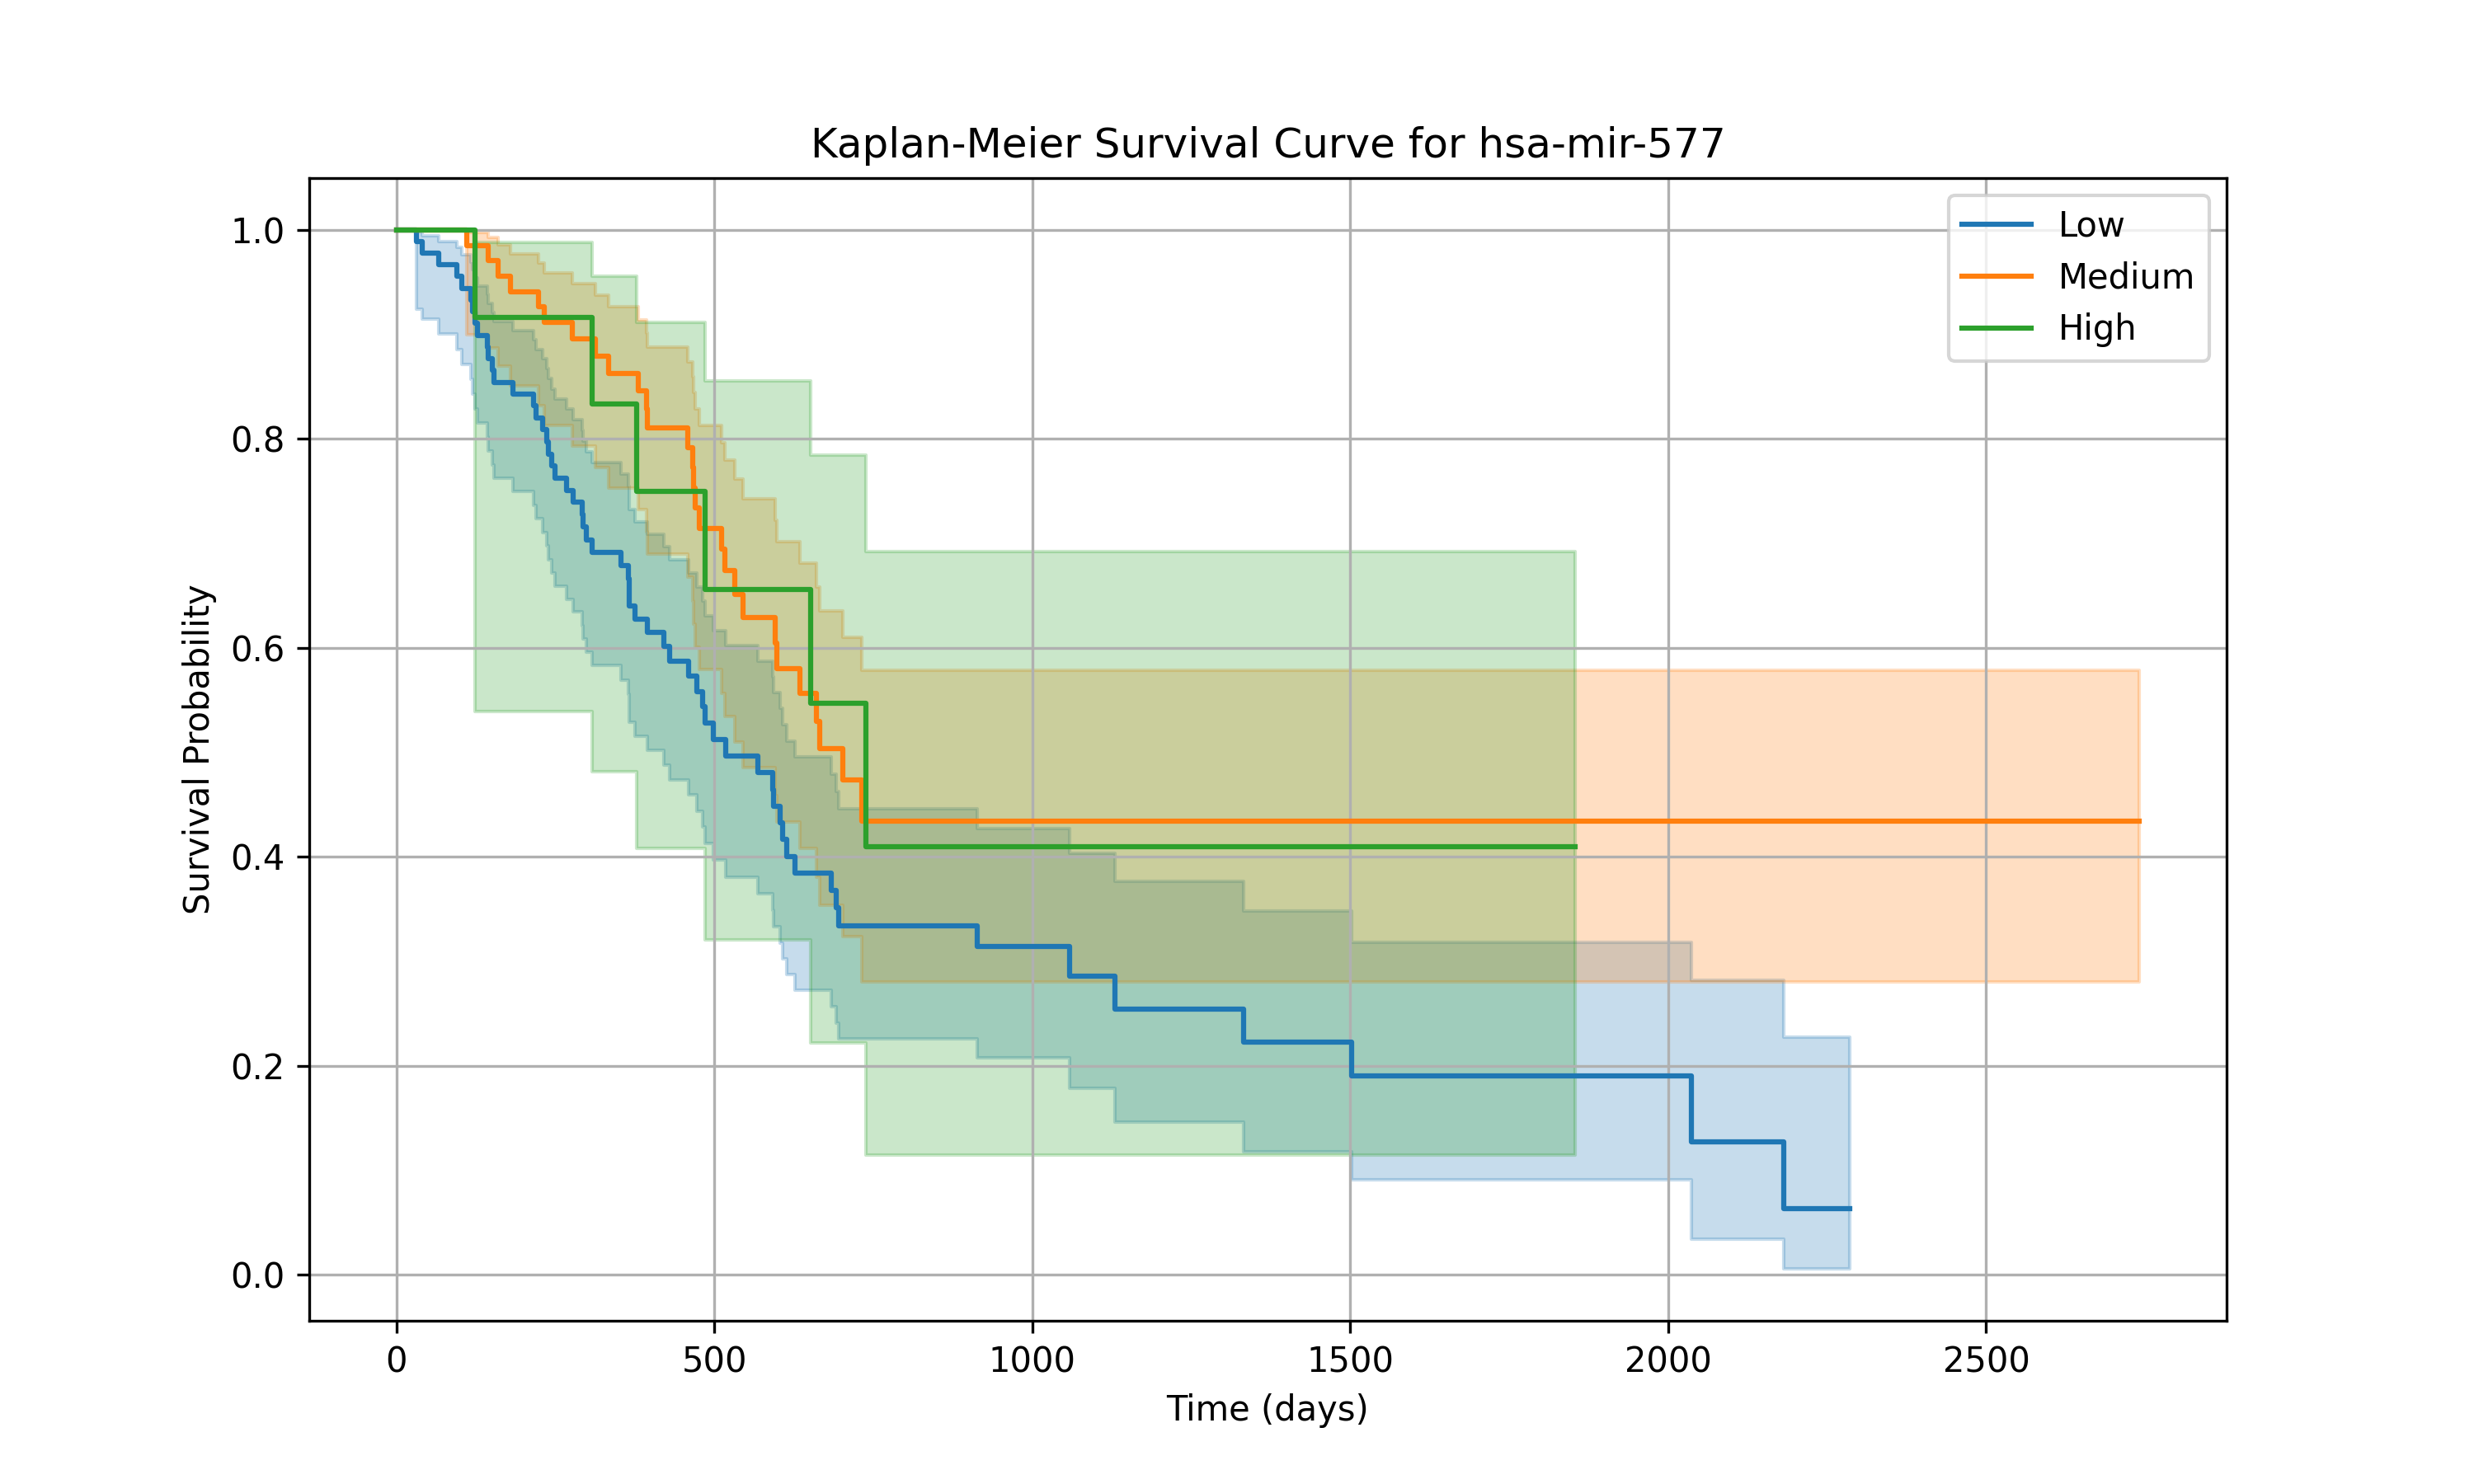 Kaplan-Meier Survival Curve for hsa-mir-577
Low
Medium
High
1.0
0.8
0.6
0.4
0.2
0.0
Survival Probability
0 500 1000 1500 2000 2500
Time (days)